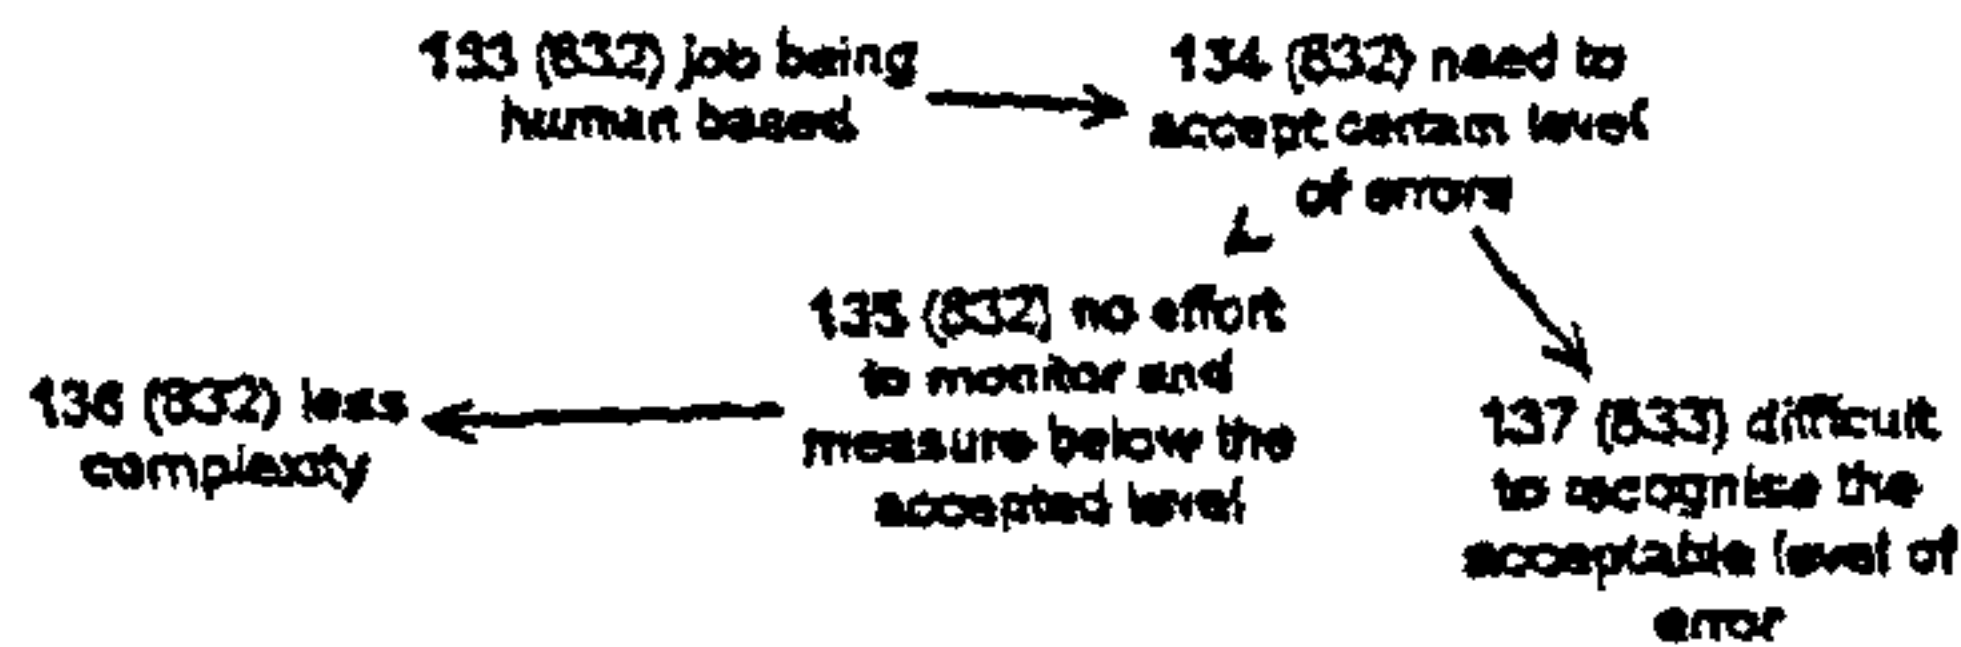 133 (832) job being
human based
134 (832) need to
accept certain level
of errors
135 (832) no effort
to monitor and
measure below the
accepted level
136 (832) less
complexity
137 (833) difficult
to recognise the
acceptable level of
error